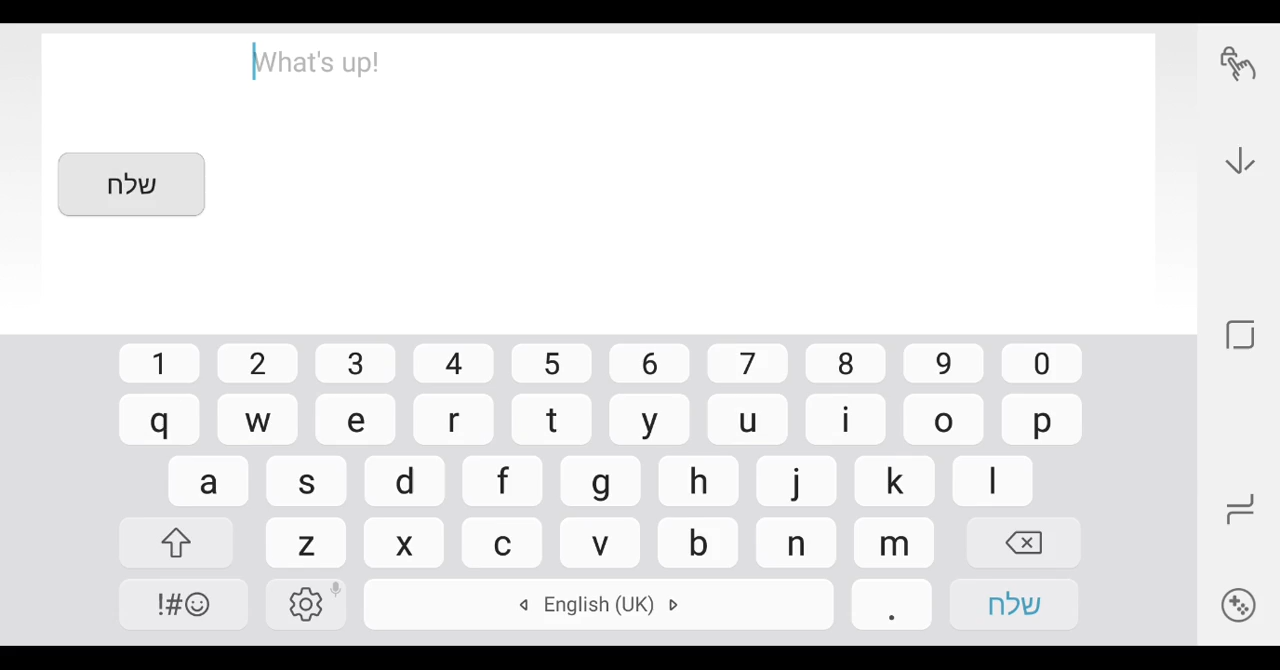 What's up!
שלח
1 2 3 4 5 6 7 8 9 0
q w e r t y u i o p
a s d f g h j k l
z x c v b n m
!#☺ English (UK) . שלח